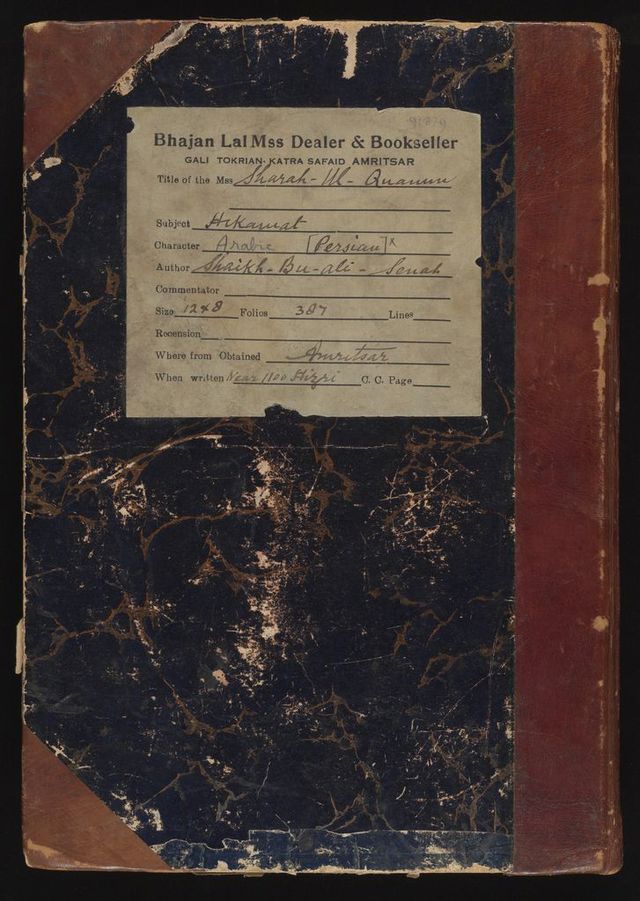 91879
Bhajan Lal Mss Dealer & Bookseller
GALI TOKRIAN- KATRA SAFAID AMRITSAR
Title of the Mss Sharah-Ul-Quanun
Subject Hikamat
Character Arabic [Persian]x
Author Shaikh-Bu-ali-Senah
Commentator
Size 12x8 Folios 387 Lines
Recension
Where from Obtained Amritsar
When written Near 1100 Hizri C. C. Page